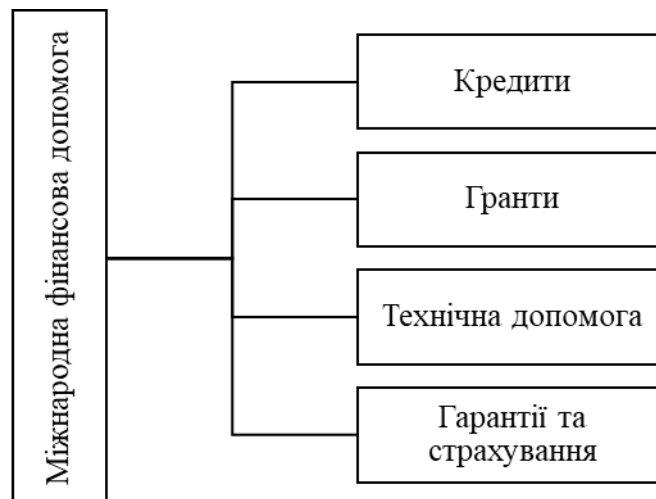 Міжнародна фінансова допомога
Кредити
Гранти
Технічна допомога
Гарантії та
страхування